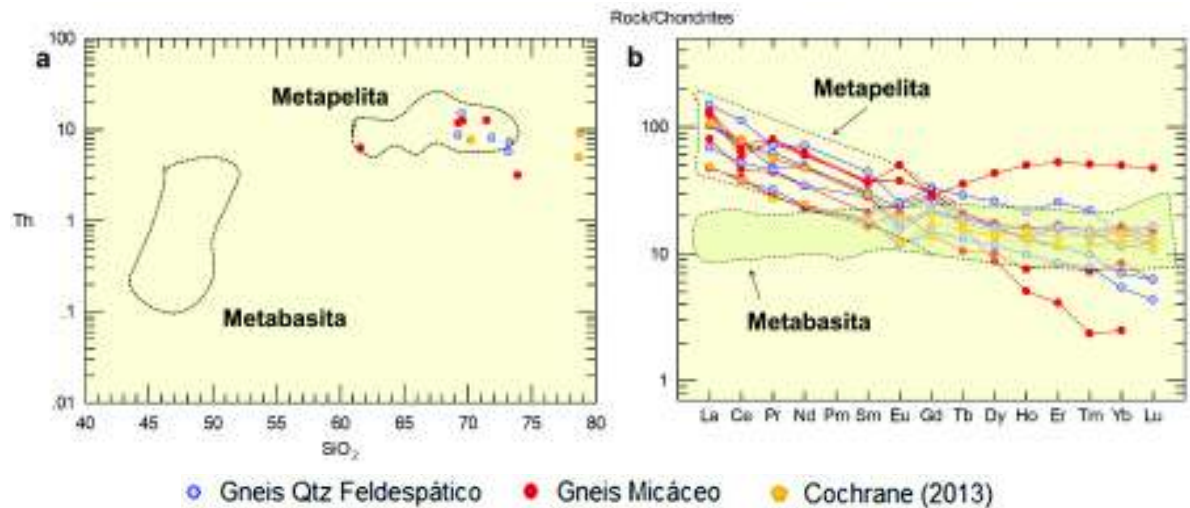 Rock/Chondrites
a
100
10
1
.1
.01
Th
Metapelita
Metabasita
40 45 50 55 60 65 70 75 80
SiO2
b
100
10
1
Metapelita
Metabasita
La Ce Pr Nd Pm Sm Eu Gd Tb Dy Ho Er Tm Yb Lu
Gneis Qtz Feldespático Gneis Micáceo Cochrane (2013)